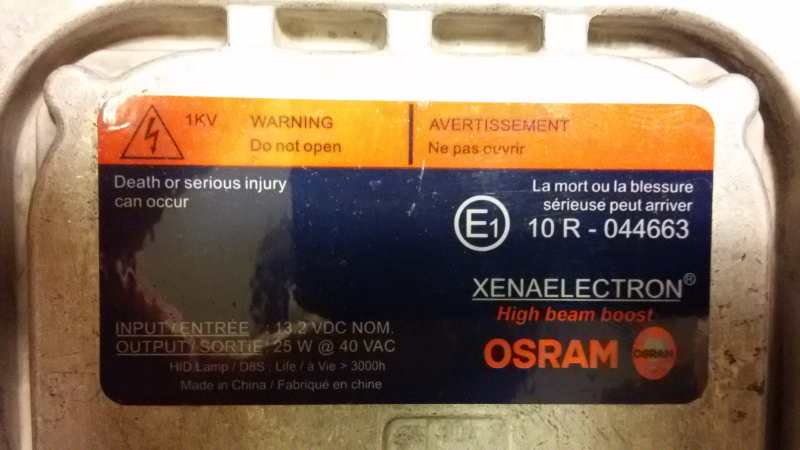 1KV WARNING AVERTISSEMENT
Do not open Ne pas ouvrir
Death or serious injury
can occur
La mort ou la blessure
sérieuse peut arriver
E1 10 R - 044663
XENAELECTRON®
High beam boost
OSRAM OSRAM
INPUT / ENTRÉE : 13.2 VDC NOM.
OUTPUT / SORTIE: 25 W @ 40 VAC
HID Lamp / D8S , Life / à Vie > 3000h
Made in China / Fabriqué en chine